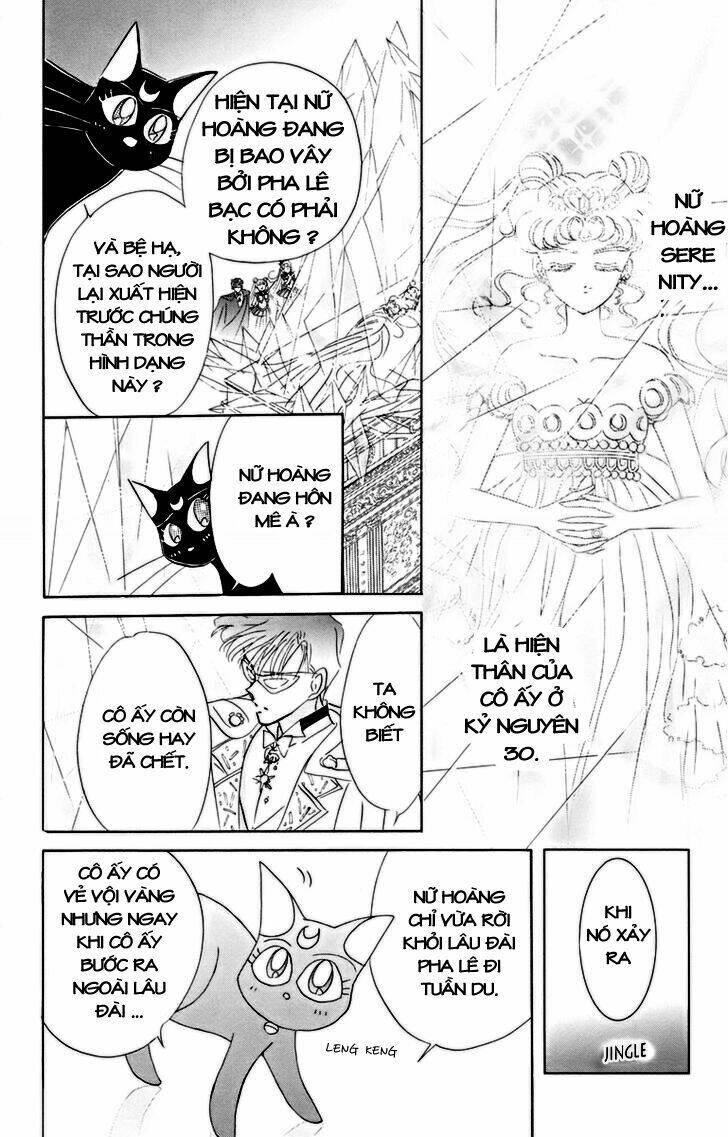 NỮ
HOÀNG
SERE
NITY...
LÀ HIỆN
THÂN CỦA
CÔ ẤY Ở
KỶ NGUYÊN
30.
HIỆN TẠI NỮ
HOÀNG ĐANG
BỊ BAO VÂY
BỞI PHA LÊ
BẠC CÓ PHẢI
KHÔNG ?
VÀ BỆ HẠ,
TẠI SAO NGƯỜI
LẠI XUẤT HIỆN
TRƯỚC CHÚNG
THẦN TRONG
HÌNH DẠNG
NÀY ?
NỮ HOÀNG
ĐANG HÔN
MÊ À ?
TA
KHÔNG
BIẾT
CÔ ẤY CÒN
SỐNG HAY
ĐÃ CHẾT.
KHI
NÓ XẢY
RA
JINGLE
NỮ HOÀNG
CHỈ VỪA RỜI
KHỎI LÂU ĐÀI
PHA LÊ ĐI
TUẦN DU.
LENG KENG
CÔ ẤY CÓ
VẺ VỘI VÀNG
NHƯNG NGAY
KHI CÔ ẤY
BƯỚC RA
NGOÀI LÂU
ĐÀI ...